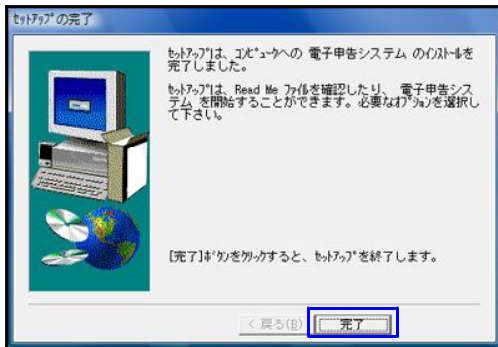 ｾｯﾄｱｯﾌﾟの完了
ｾｯﾄｱｯﾌﾟは、ｺﾝﾋﾟｭｰﾀへの 電子申告システム のｲﾝｽﾄｰﾙを
完了しました。
ｾｯﾄｱｯﾌﾟは、Read Me ﾌｧｲﾙを確認したり、 電子申告シス
テム を開始することができます。必要なｵﾌﾟｼｮﾝを選択し
て下さい。
[完了]ﾎﾞﾀﾝをｸﾘｯｸすると、ｾｯﾄｱｯﾌﾟを終了します。
< 戻る(B)
完了